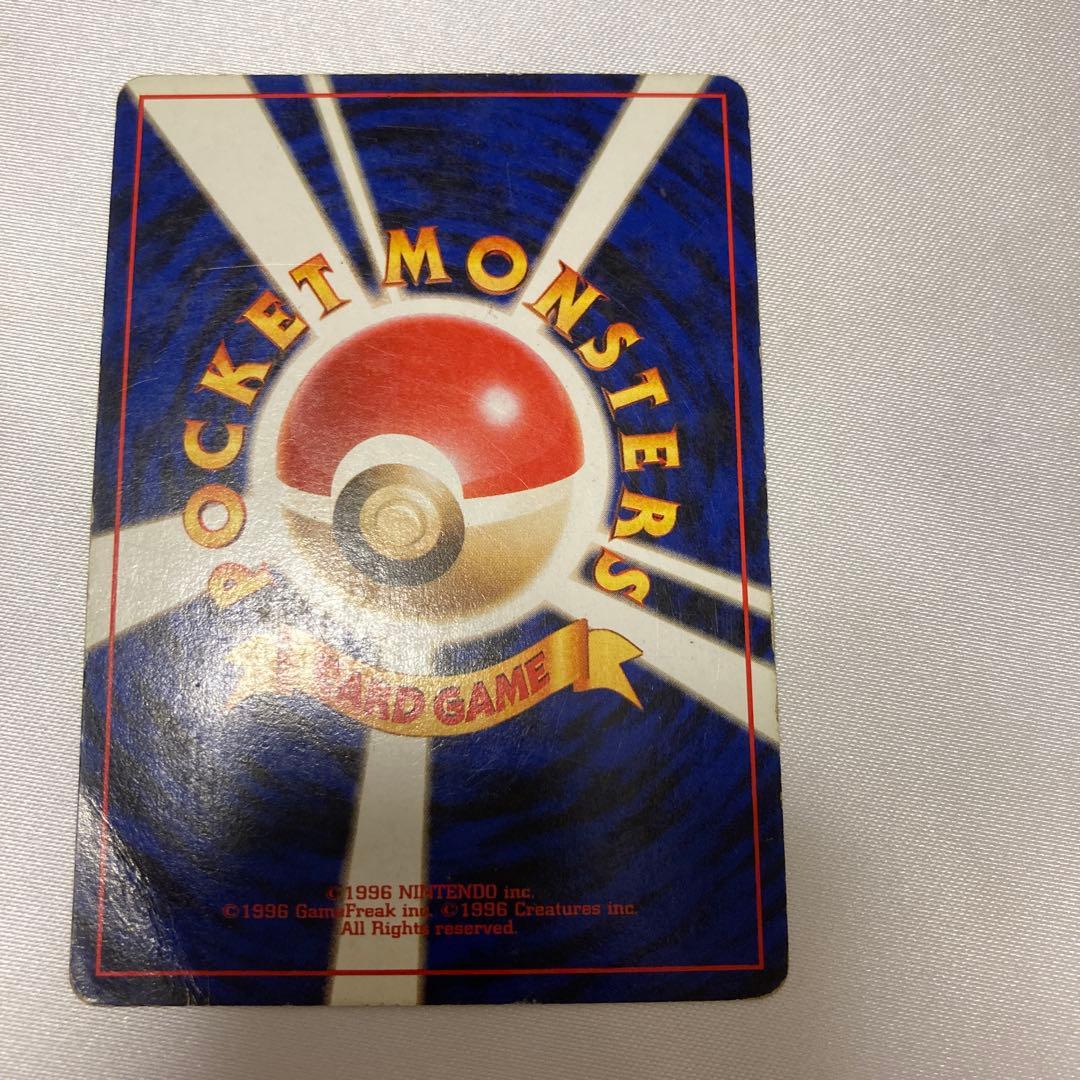 POCKET MONSTERS
CARD GAME
©1996 NINTENDO inc.
©1996 GameFreak inc. ©1996 Creatures inc.
All Rights reserved.